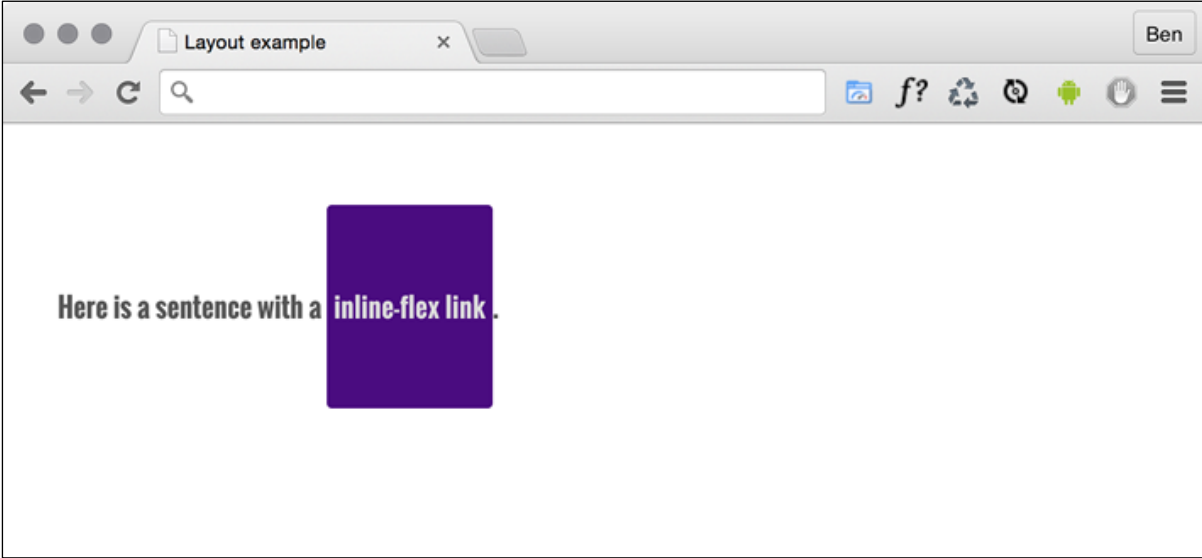 Layout example
Ben
f?
Here is a sentence with a inline-flex link .